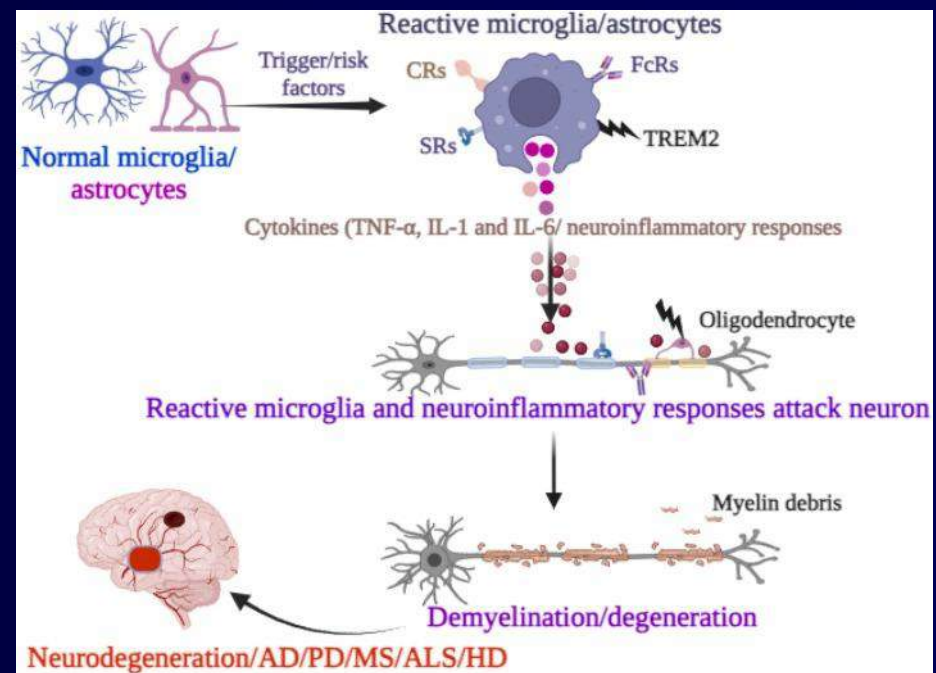 Reactive microglia/astrocytes
Trigger/risk
factors
CRs
FcRs
SRs
TREM2
Normal microglia/
astrocytes
Cytokines (TNF-α, IL-1 and IL-6/ neuroinflammatory responses
Oligodendrocyte
Reactive microglia and neuroinflammatory responses attack neuron
Myelin debris
Demyelination/degeneration
Neurodegeneration/AD/PD/MS/ALS/HD